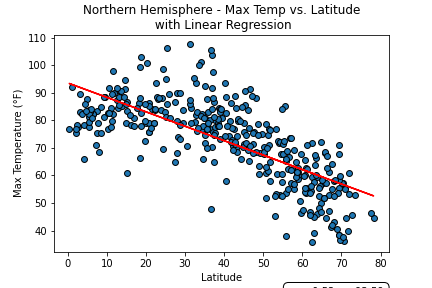 Northern Hemisphere - Max Temp vs. Latitude
with Linear Regression
110
100
90
80
70
60
50
40
Max Temperature (°F)
0 10 20 30 40 50 60 70 80
Latitude